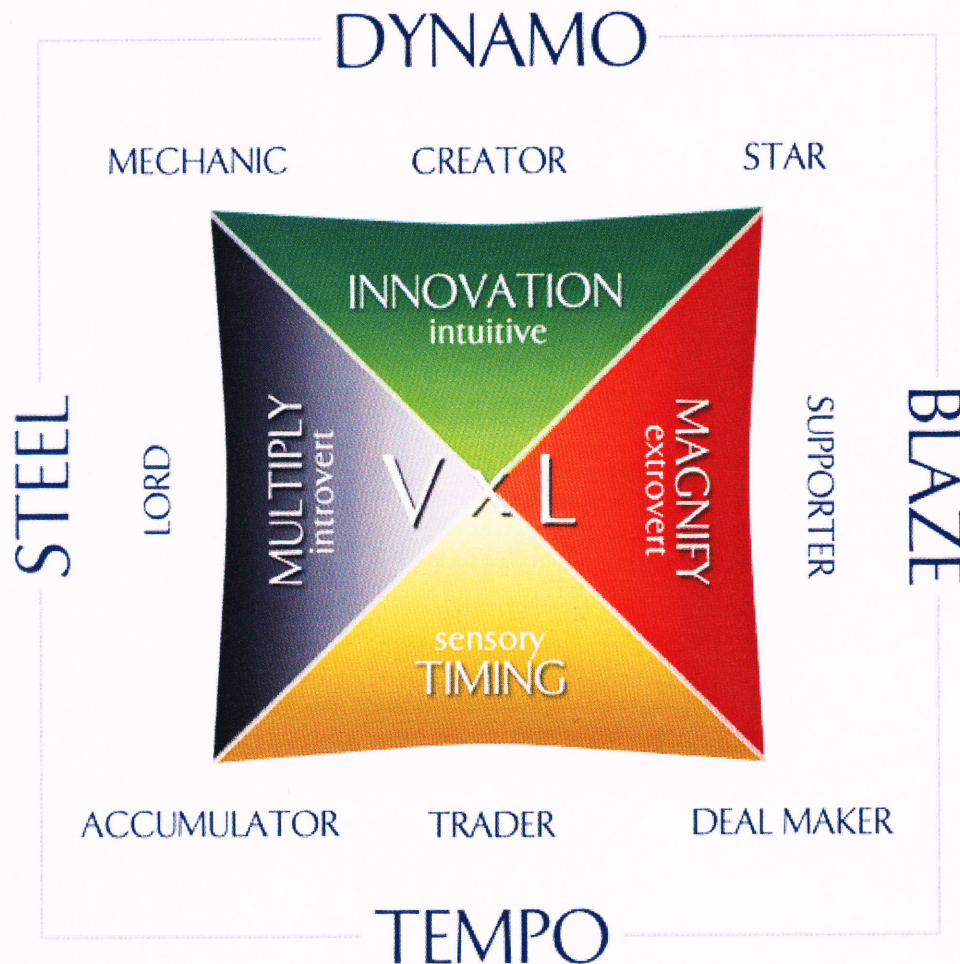 DYNAMO
MECHANIC
CREATOR
STAR
INNOVATION
intuitive
STEEL
LORD
MULTIPLY
introvert
V X L
MAGNIFY
extrovert
SUPPORTER
BLAZE
sensory
TIMING
ACCUMULATOR
TRADER
DEAL MAKER
TEMPO